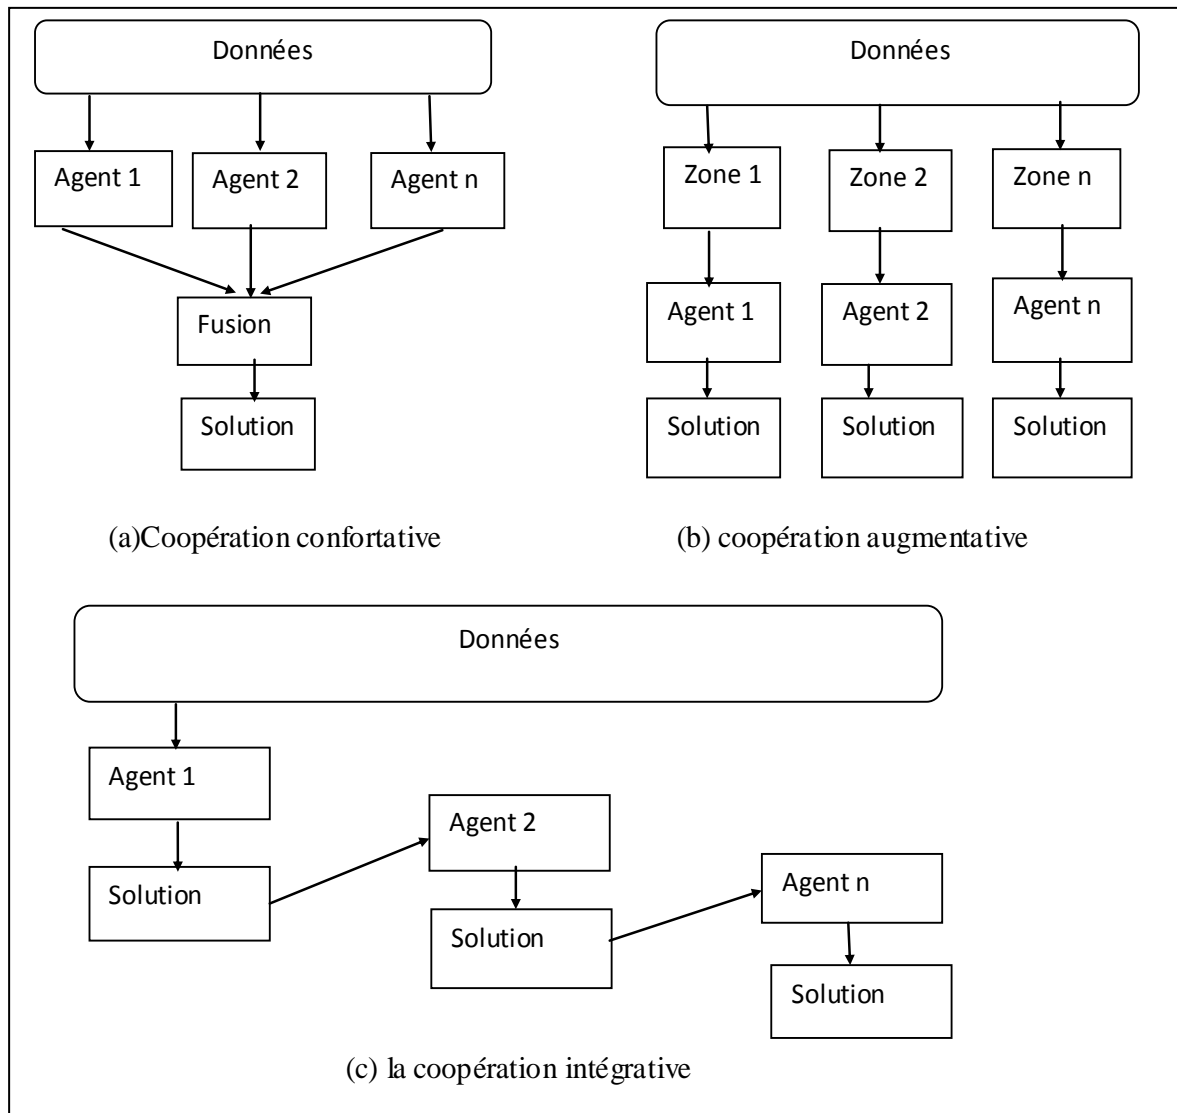 Données
Agent 1
Agent 2
Agent n
Fusion
Solution
(a)Coopération confortative
Données
Zone 1
Zone 2
Zone n
Agent 1
Agent 2
Agent n
Solution
Solution
Solution
(b) coopération augmentative
Données
Agent 1
Solution
Agent 2
Solution
Agent n
Solution
(c) la coopération intégrative